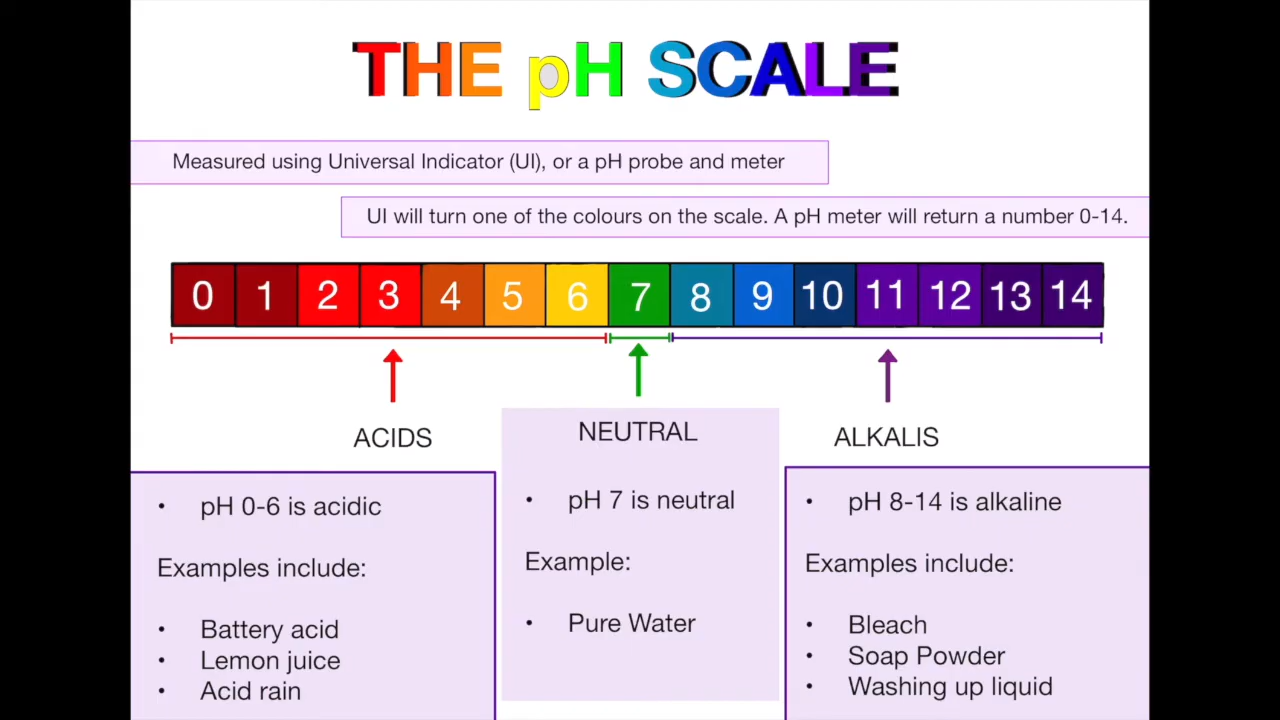 THE pH SCALE
Measured using Universal Indicator (UI), or a pH probe and meter
UI will turn one of the colours on the scale. A pH meter will return a number 0-14.
0 1 2 3 4 5 6 7 8 9 10 11 12 13 14
ACIDS
• pH 0-6 is acidic
Examples include:
• Battery acid
• Lemon juice
• Acid rain
NEUTRAL
• pH 7 is neutral
Example:
• Pure Water
ALKALIS
• pH 8-14 is alkaline
Examples include:
• Bleach
• Soap Powder
• Washing up liquid